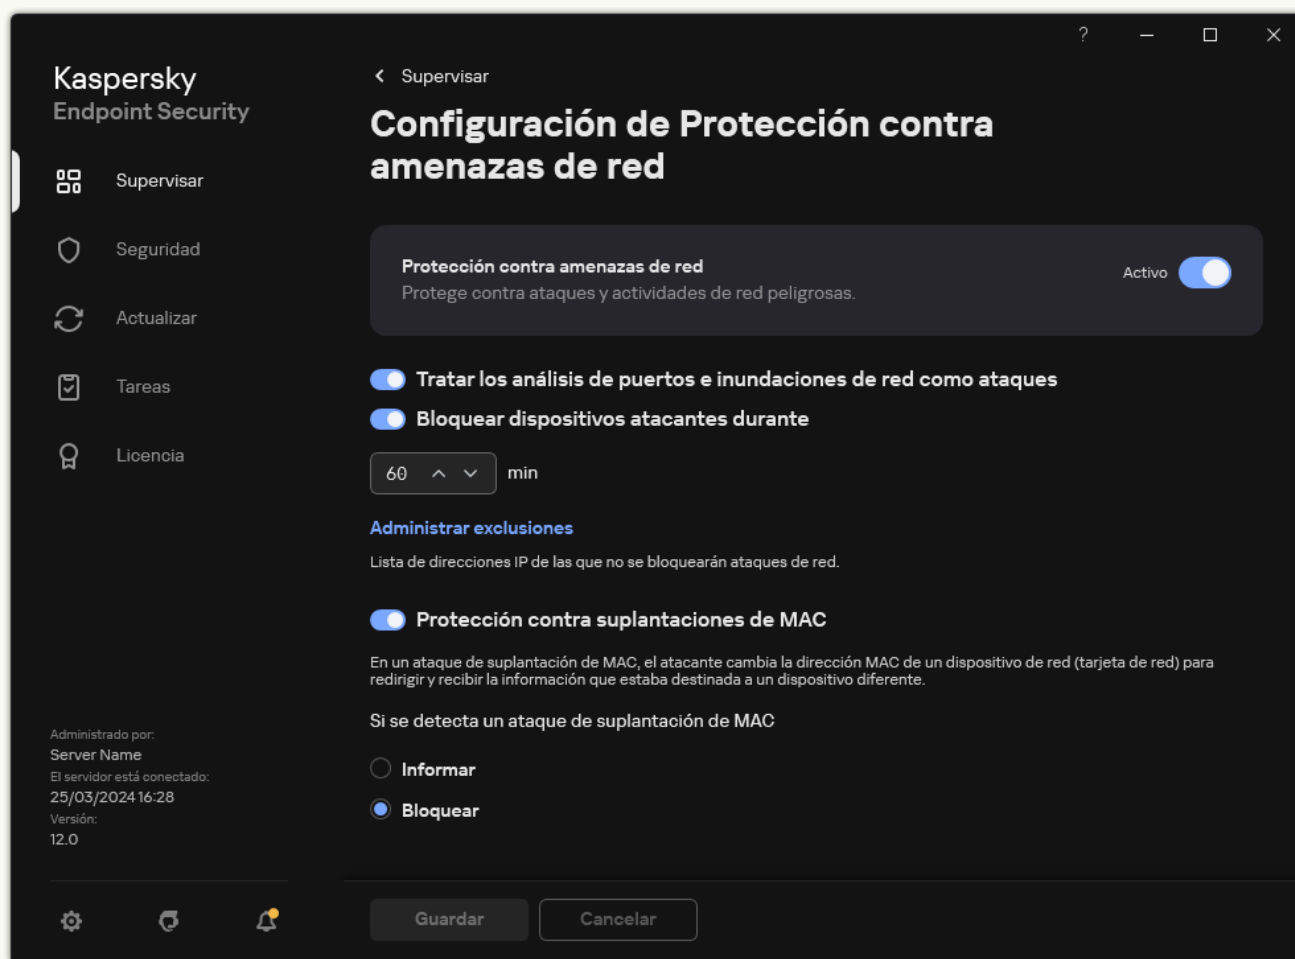 ?
Kaspersky
Endpoint Security
Supervisar
Seguridad
Actualizar
Tareas
Licencia
Administrado por:
Server Name
El servidor está conectado:
25/03/2024 16:28
Versión:
12.0
Supervisar
Configuración de Protección contra
amenazas de red
Protección contra amenazas de red
Protege contra ataques y actividades de red peligrosas.
Activo
Tratar los análisis de puertos e inundaciones de red como ataques
Bloquear dispositivos atacantes durante
60 min
Administrar exclusiones
Lista de direcciones IP de las que no se bloquearán ataques de red.
Protección contra suplantaciones de MAC
En un ataque de suplantación de MAC, el atacante cambia la dirección MAC de un dispositivo de red (tarjeta de red) para
redirigir y recibir la información que estaba destinada a un dispositivo diferente.
Si se detecta un ataque de suplantación de MAC
Informar
Bloquear
Guardar
Cancelar